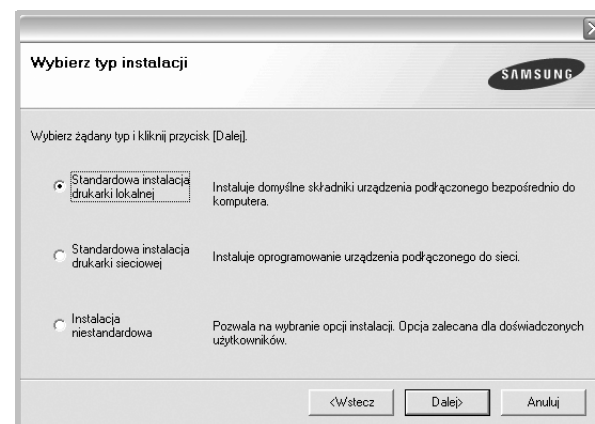 Wybierz typ instalacji
SAMSUNG
Wybierz żądany typ i kliknij przycisk [Dalej].
Standardowa instalacja
drukarki lokalnej
Instaluje domyślne składniki urządzenia podłączonego bezpośrednio do
komputera.
Standardowa instalacja
drukarki sieciowej
Instaluje oprogramowanie urządzenia podłączonego do sieci.
Instalacja
niestandardowa
Pozwala na wybranie opcji instalacji. Opcja zalecana dla doświadczonych
użytkowników.
<Wstecz Dalej> Anuluj